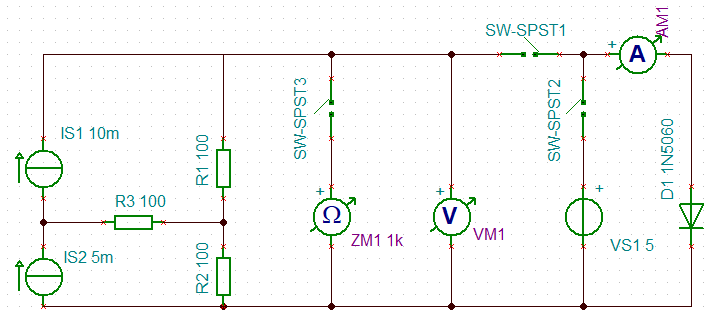 SW-SPST1
AM1
+
A
IS1 10m
R1 100
SW-SPST3
SW-SPST2
R3 100
+
Ω
ZM1 1k
+
V
VM1
+
VS1 5
D1 1N5060
IS2 5m
R2 100